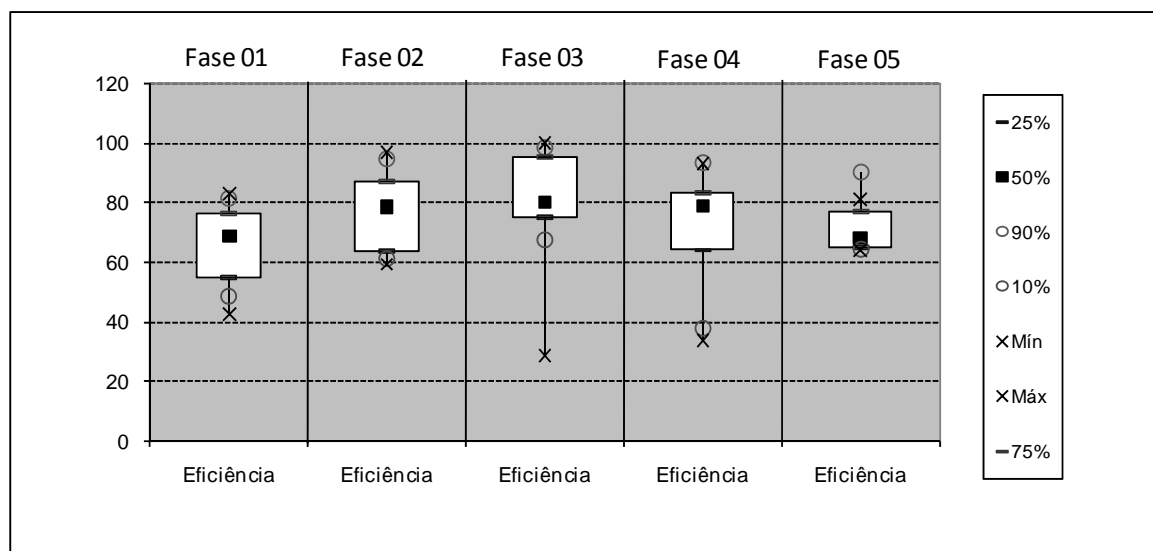 Fase 01
Fase 02
Fase 03
Fase 04
Fase 05
120
100
80
60
40
20
0
Eficiência
Eficiência
Eficiência
Eficiência
Eficiência
25%
50%
90%
10%
Mín
Máx
75%